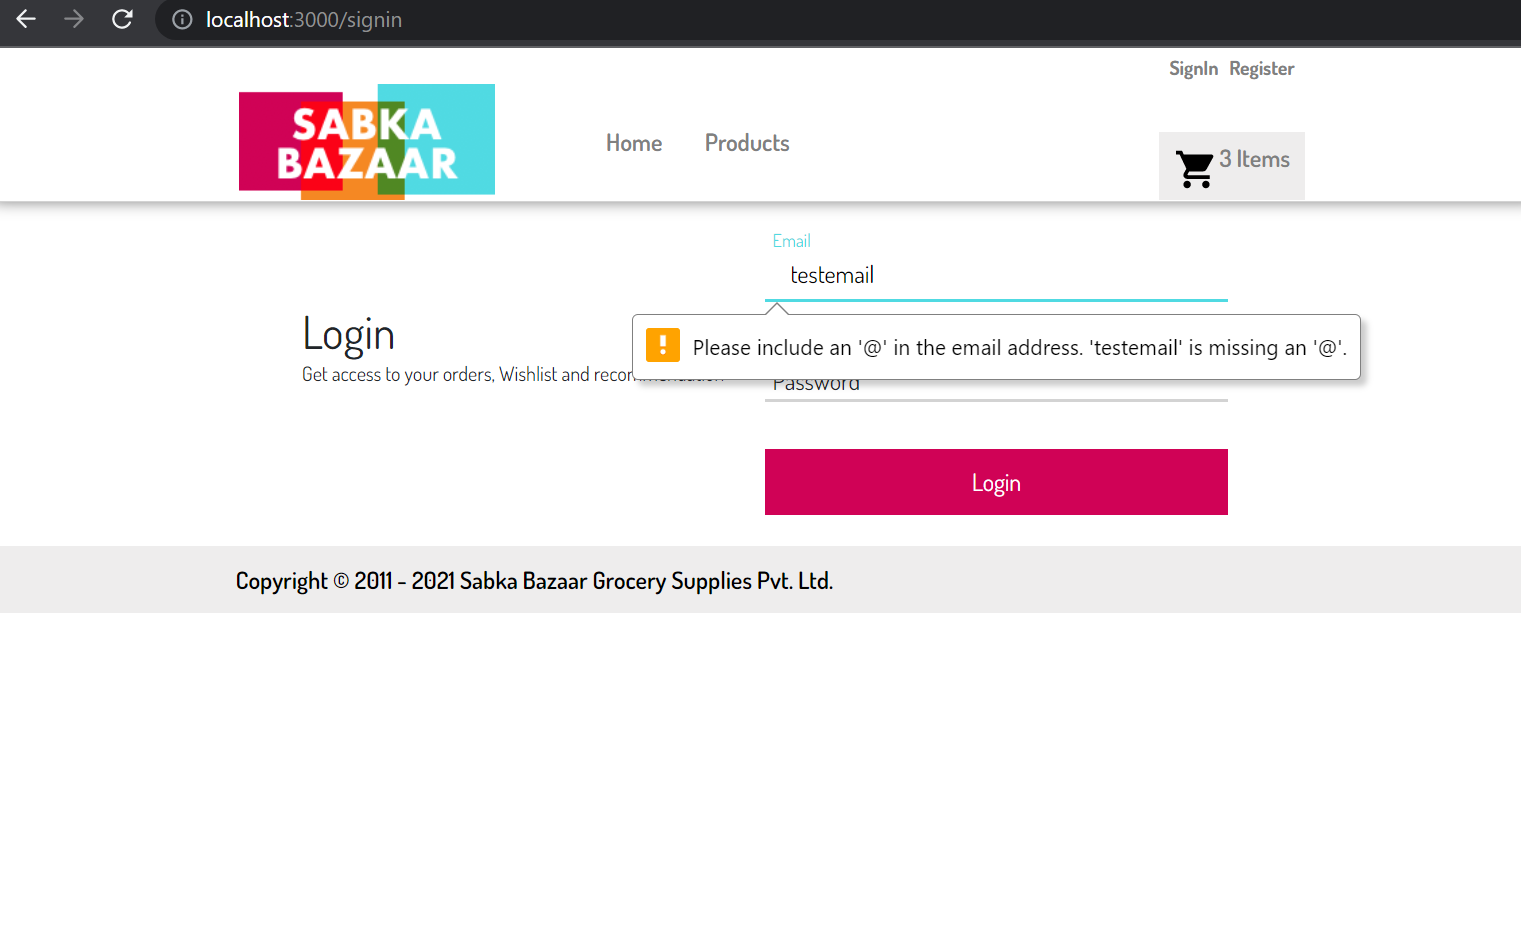 localhost:3000/signin
SignIn Register
SABKA
BAZAAR
Home Products
3 Items
Email
testemail
Login
Get access to your orders, Wishlist and
Please include an '@' in the email address. 'testemail' is missing an '@'.
Password
Login
Copyright © 2011 - 2021 Sabka Bazaar Grocery Supplies Pvt. Ltd.